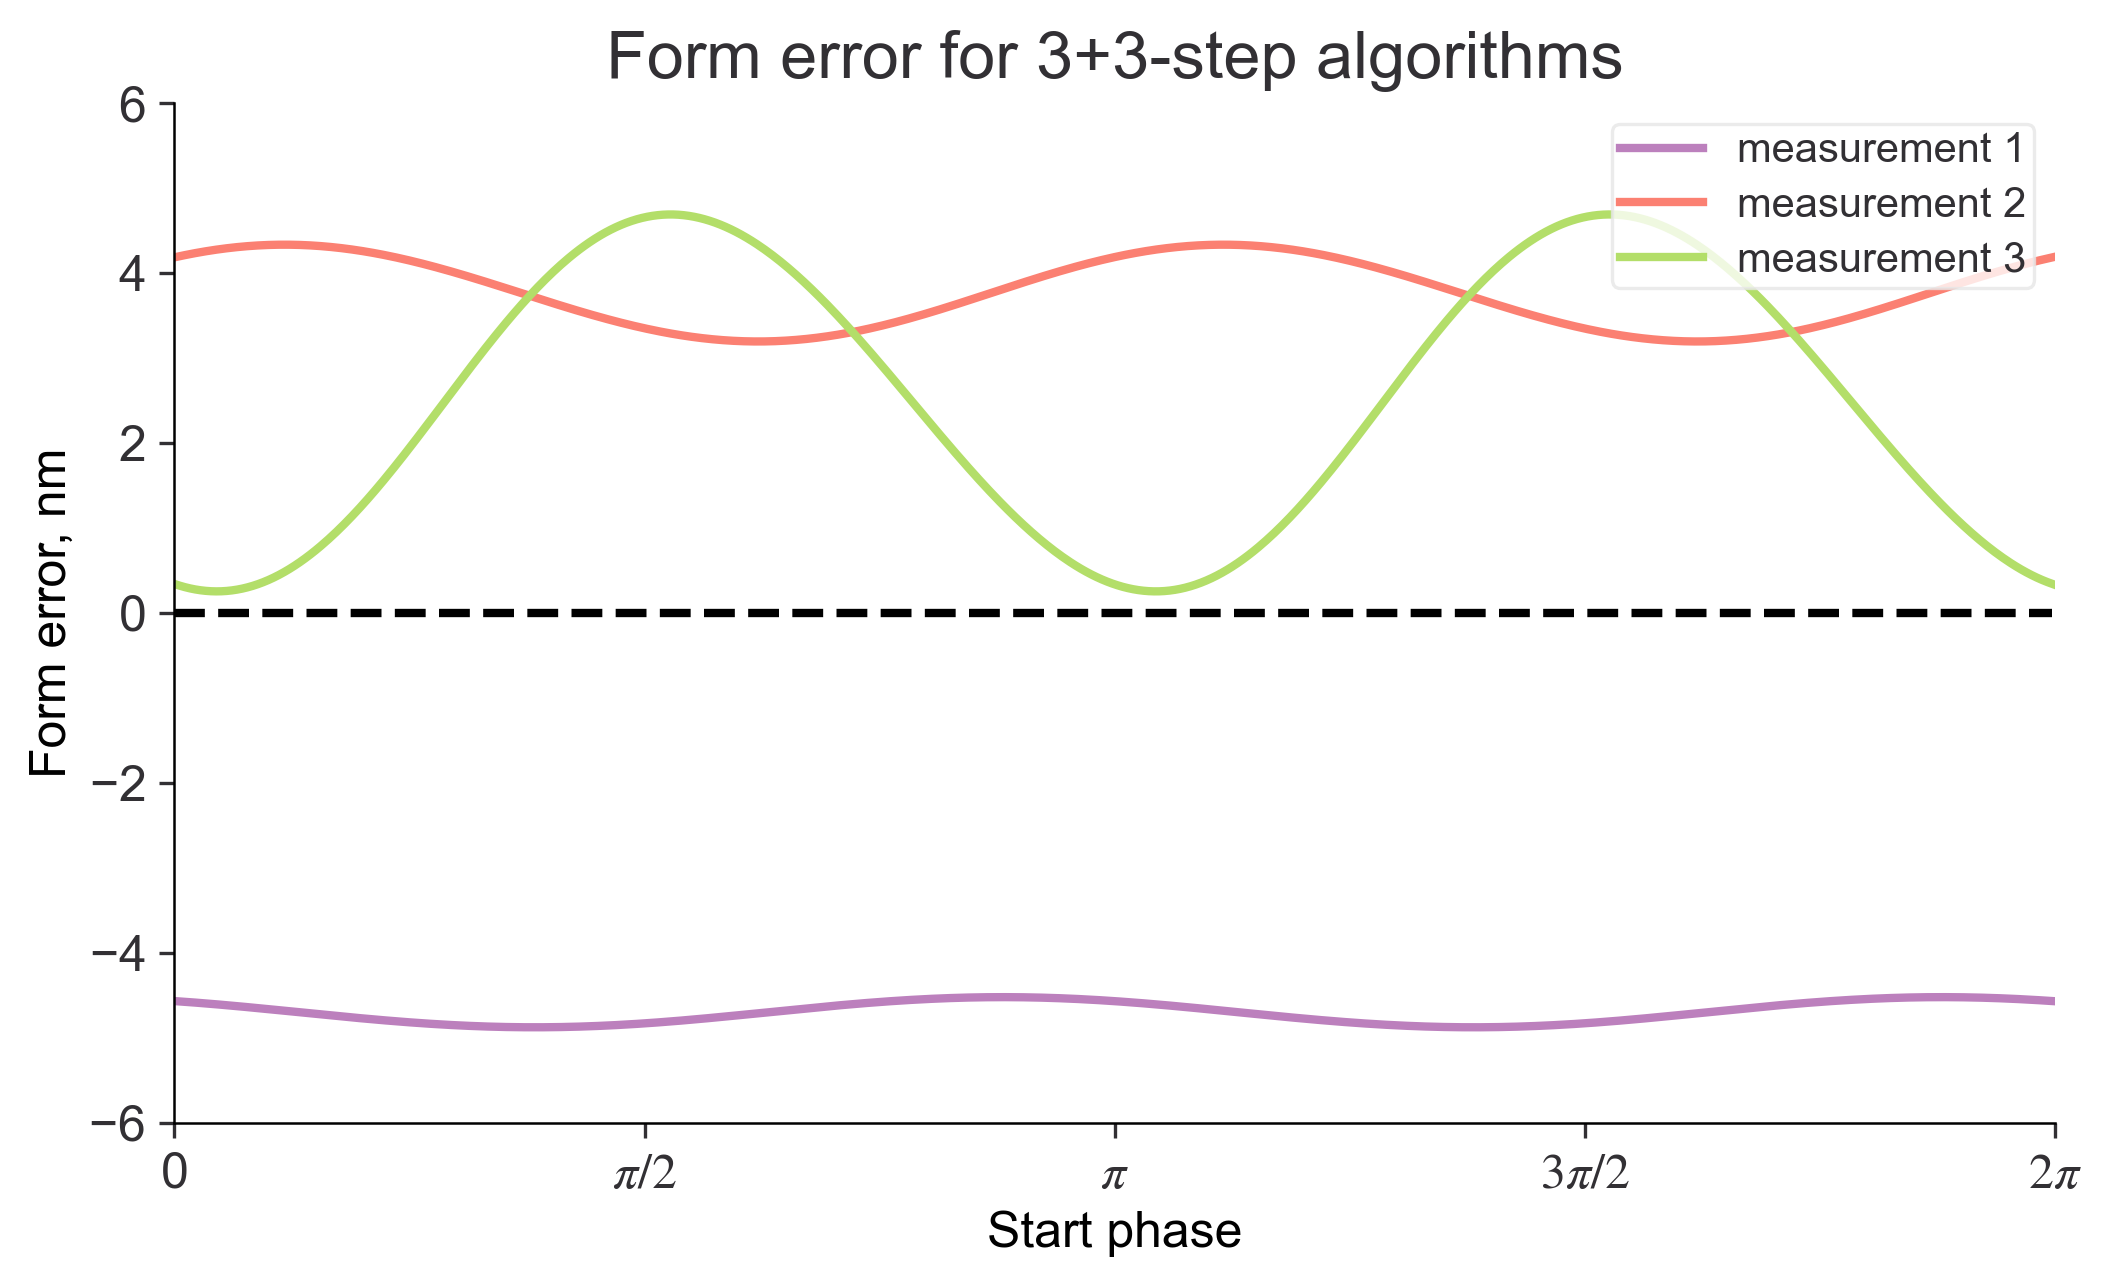 Form error for 3+3-step algorithms
measurement 1
measurement 2
measurement 3
Form error, nm
6
4
2
0
−2
−4
−6
0
π/2
π
3π/2
2π
Start phase